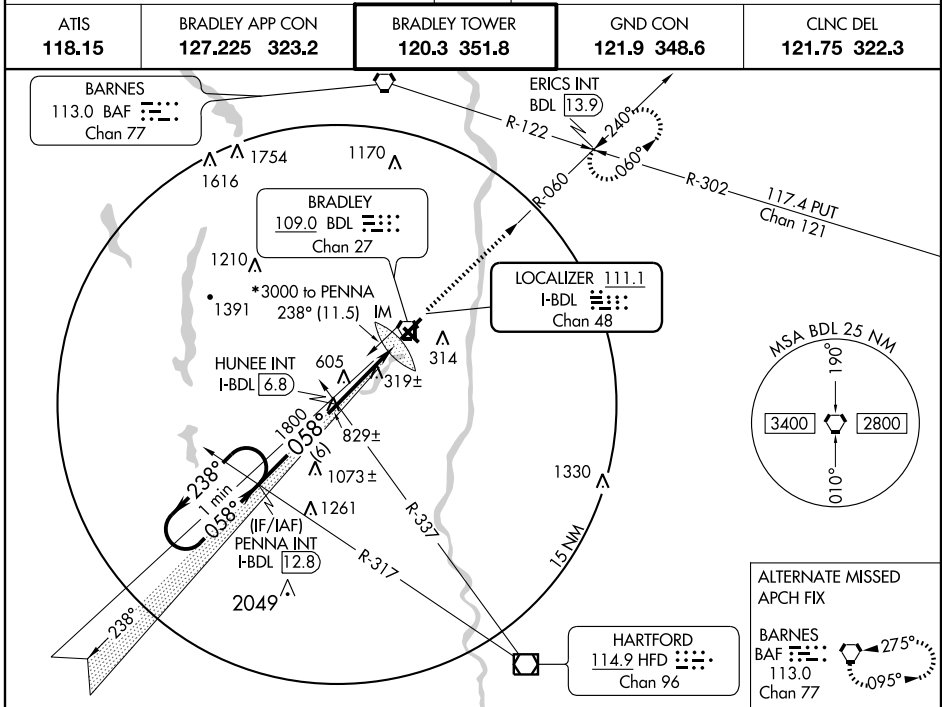 ATIS
118.15
BRADLEY APP CON
127.225 323.2
BRADLEY TOWER
120.3 351.8
GND CON
121.9 348.6
CLNC DEL
121.75 322.3
BARNES
113.0 BAF
Chan 77
ERICS INT
BDL 13.9
R-122
240°
060°
R-060
R-302
117.4 PUT
Chan 121
1754
1616
1170
BRADLEY
109.0 BDL
Chan 27
1210
1391
*3000 to PENNA
238° (11.5)
IM
LOCALIZER 111.1
I-BDL
Chan 48
314
HUNEE INT
I-BDL 6.8
605
319±
MSA BDL 25 NM
190°
3400
2800
010°
1800
058°
(6)
829±
1073±
1330
238°
1 min
058°
1261
(IF/IAF)
PENNA INT
I-BDL 12.8
R-337
R-317
15 NM
2049
238°
HARTFORD
114.9 HFD
Chan 96
ALTERNATE MISSED
APCH FIX
BARNES
BAF
113.0
Chan 77
275°
095°